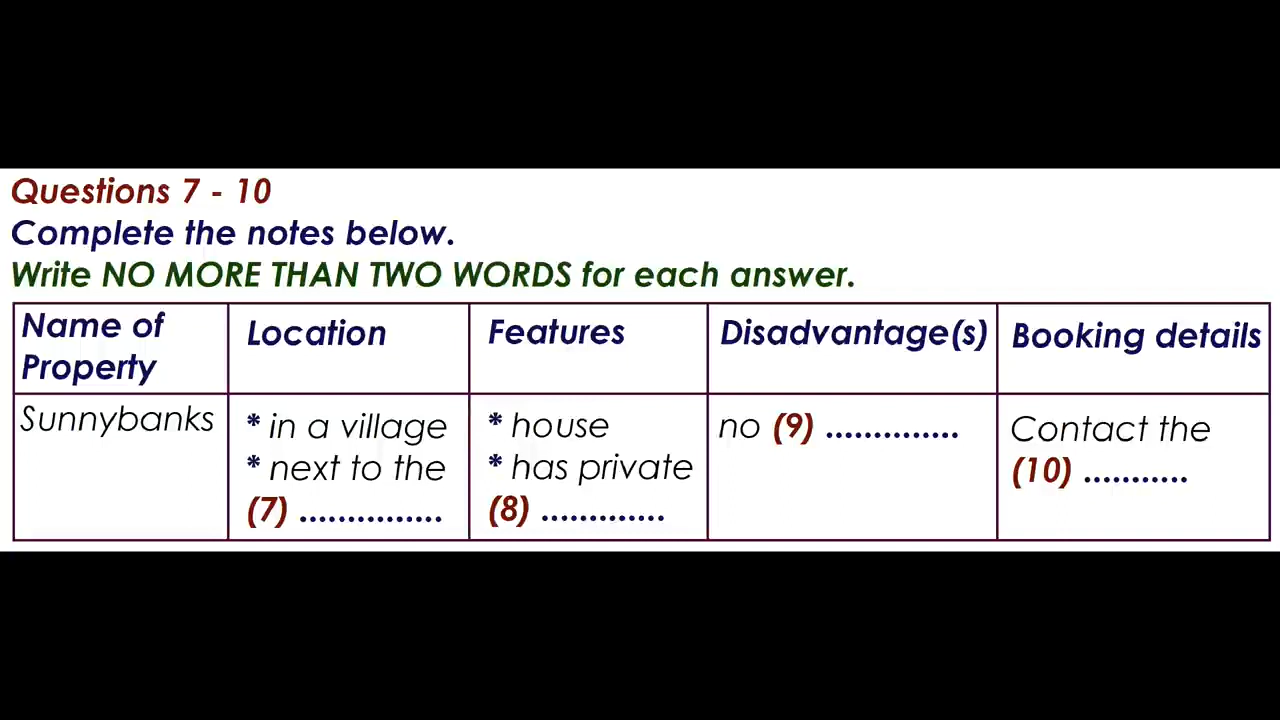 Questions 7 - 10
Complete the notes below.
Write NO MORE THAN TWO WORDS for each answer.
Name of Property
Location
Features
Disadvantage(s)
Booking details
Sunnybanks
* in a village
* next to the
(7) ...............
* house
* has private
(8) .............
no (9) ..............
Contact the
(10) ...........